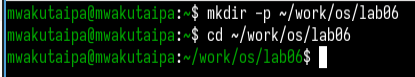 mwakutaipa@mwakutaipa:~$ mkdir -p ~/work/os/lab06
mwakutaipa@mwakutaipa:~$ cd ~/work/os/lab06
mwakutaipa@mwakutaipa:~/work/os/lab06$